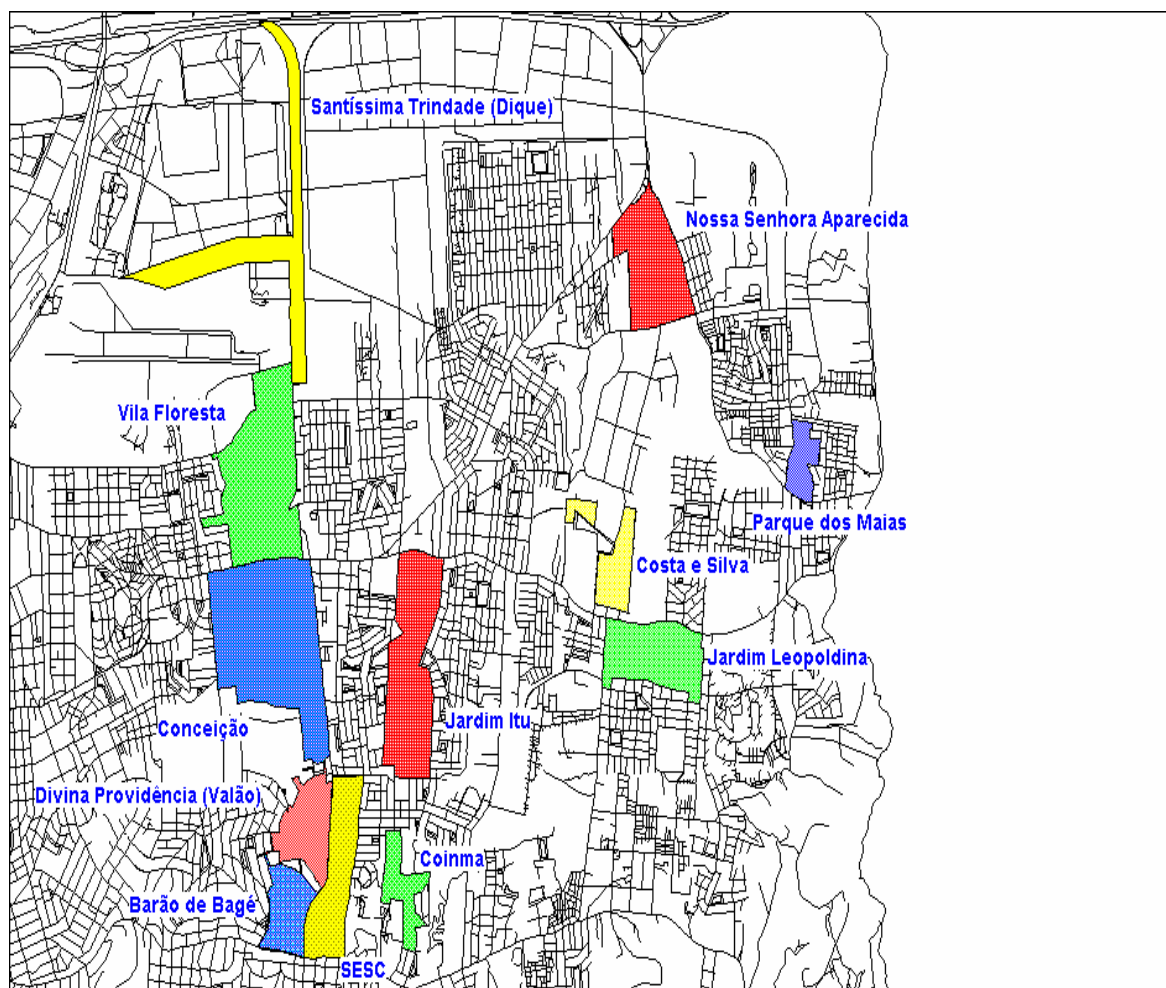 Santíssima Trindade (Dique)
Nossa Senhora Aparecida
Vila Floresta
Parque dos Maias
Costa e Silva
Jardim Leopoldina
Conceição
Jardim Itu
Divina Providência (Valão)
Coinma
Barão de Bagé
SESC